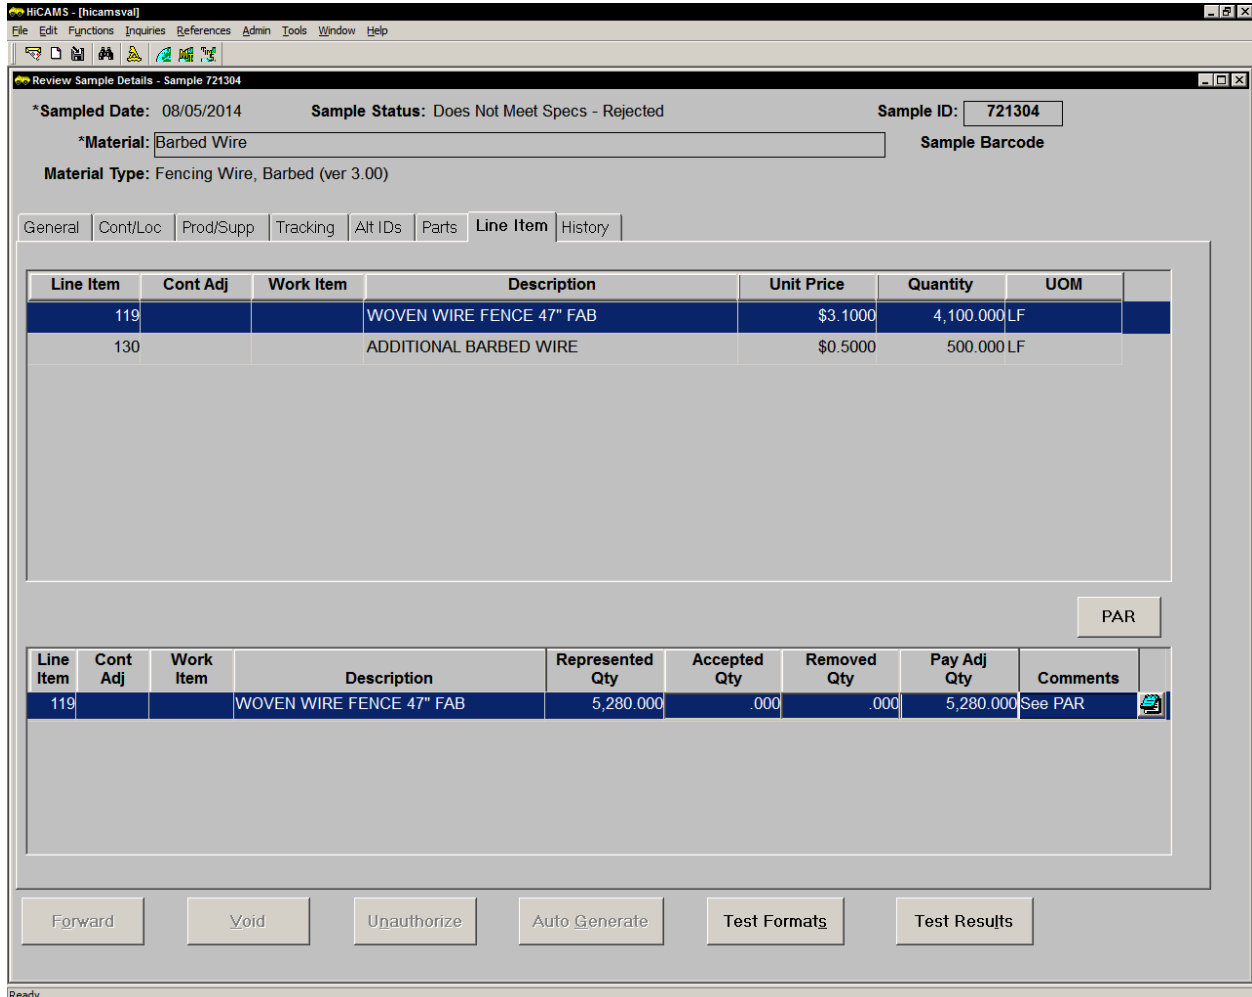 HiCAMS - [hicamsval]
File Edit Functions Inquiries References Admin Tools Window Help
Review Sample Details - Sample 721304
*Sampled Date: 08/05/2014 Sample Status: Does Not Meet Specs - Rejected Sample ID: 721304
*Material: Barbed Wire Sample Barcode
Material Type: Fencing Wire, Barbed (ver 3.00)
General Cont/Loc Prod/Supp Tracking Alt IDs Parts Line Item History
Line Item Cont Adj Work Item Description Unit Price Quantity UOM
119 WOVEN WIRE FENCE 47" FAB $3.1000 4,100.000 LF
130 ADDITIONAL BARBED WIRE $0.5000 500.000 LF
PAR
Line Item Cont Adj Work Item Description Represented Qty Accepted Qty Removed Qty Pay Adj Qty Comments
119 WOVEN WIRE FENCE 47" FAB 5,280.000 .000 .000 5,280.000 See PAR
Forward Void Unauthorize Auto Generate Test Formats Test Results
Ready